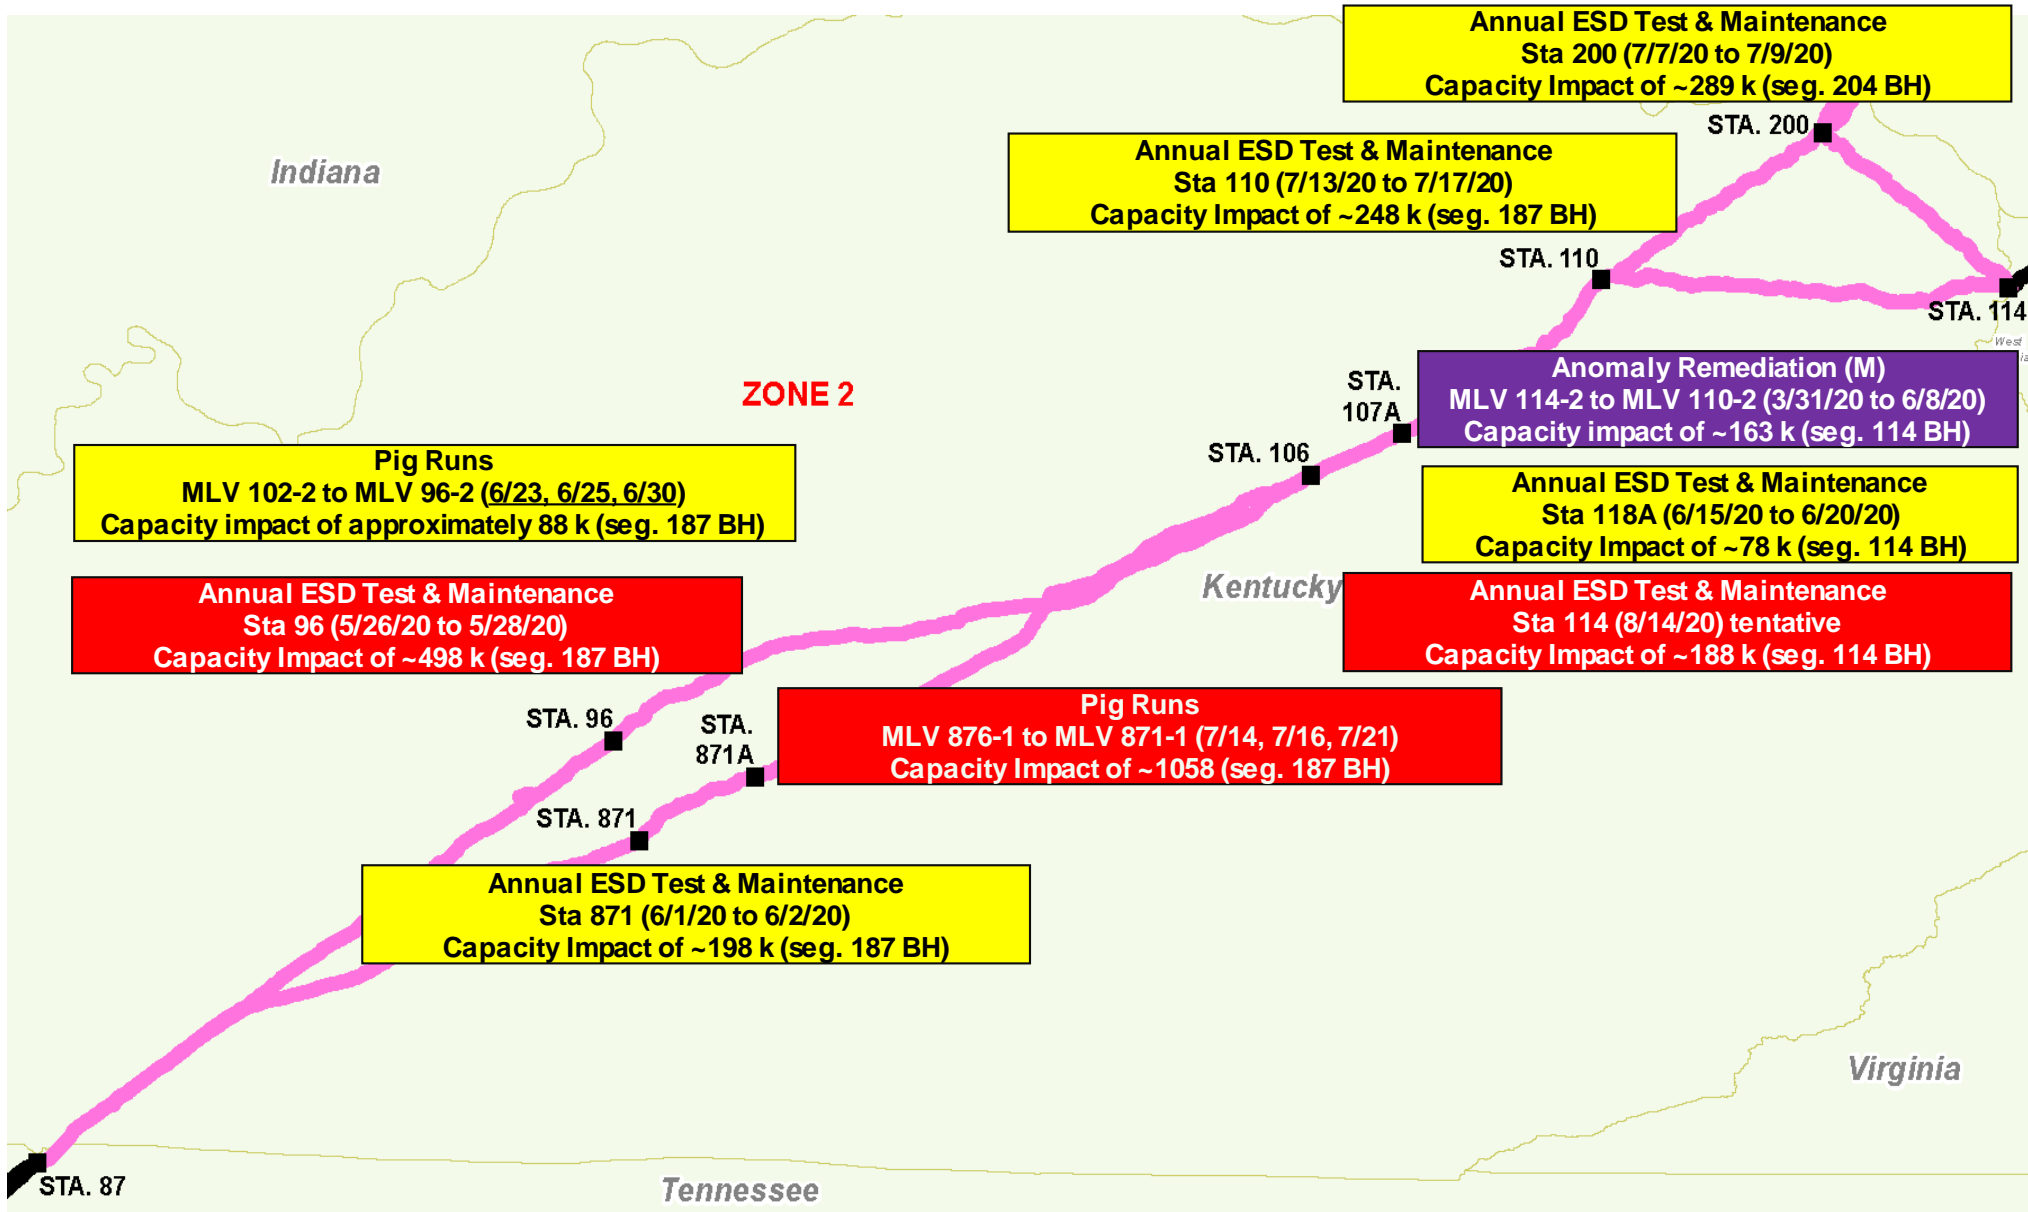 Annual ESD Test & Maintenance
Sta 200 (7/7/20 to 7/9/20)
Capacity Impact of ~289 k (seg. 204 BH)
STA. 200
Annual ESD Test & Maintenance
Sta 110 (7/13/20 to 7/17/20)
Capacity Impact of ~248 k (seg. 187 BH)
Indiana
STA. 110
STA. 114
West
Anomaly Remediation (M)
MLV 114-2 to MLV 110-2 (3/31/20 to 6/8/20)
Capacity impact of ~163 k (seg. 114 BH)
ZONE 2
STA.
107A
STA. 106
Pig Runs
MLV 102-2 to MLV 96-2 (6/23, 6/25, 6/30)
Capacity impact of approximately 88 k (seg. 187 BH)
Annual ESD Test & Maintenance
Sta 118A (6/15/20 to 6/20/20)
Capacity Impact of ~78 k (seg. 114 BH)
Kentucky
Annual ESD Test & Maintenance
Sta 96 (5/26/20 to 5/28/20)
Capacity Impact of ~498 k (seg. 187 BH)
Annual ESD Test & Maintenance
Sta 114 (8/14/20) tentative
Capacity Impact of ~188 k (seg. 114 BH)
STA. 96
STA.
871A
Pig Runs
MLV 876-1 to MLV 871-1 (7/14, 7/16, 7/21)
Capacity Impact of ~1058 (seg. 187 BH)
STA. 871
Annual ESD Test & Maintenance
Sta 871 (6/1/20 to 6/2/20)
Capacity Impact of ~198 k (seg. 187 BH)
Virginia
STA. 87
Tennessee